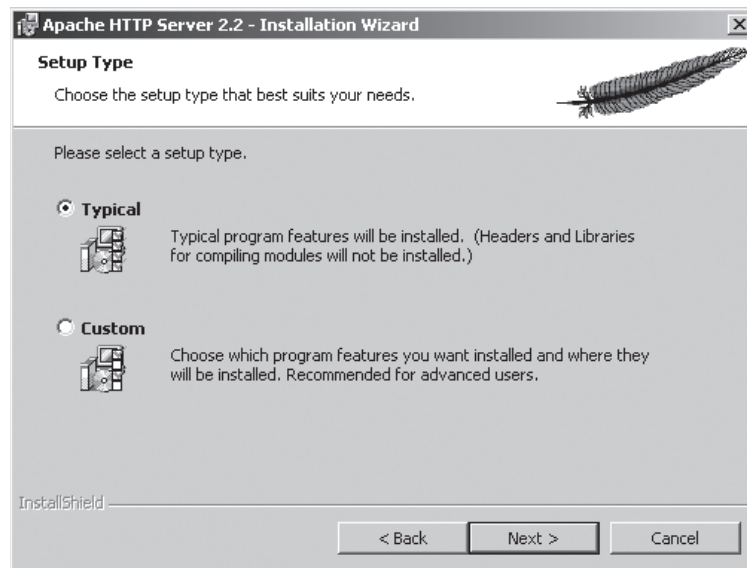 Apache HTTP Server 2.2 - Installation Wizard
Setup Type
Choose the setup type that best suits your needs.
Please select a setup type.
Typical
Typical program features will be installed. (Headers and Libraries
for compiling modules will not be installed.)
Custom
Choose which program features you want installed and where they
will be installed. Recommended for advanced users.
InstallShield
< Back
Next >
Cancel